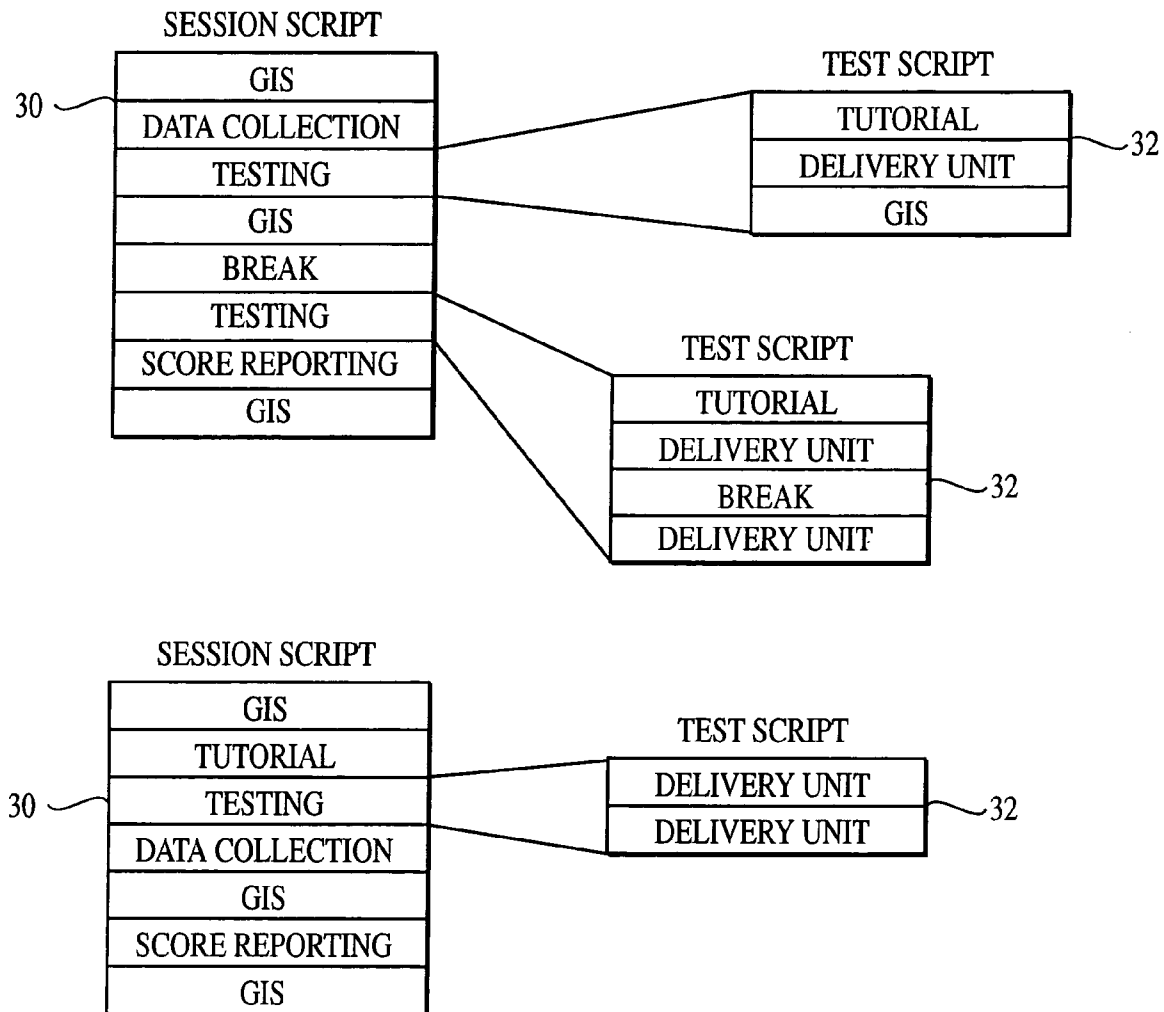 SESSION SCRIPT
GIS
30
DATA COLLECTION
TESTING
GIS
BREAK
TESTING
SCORE REPORTING
GIS
TEST SCRIPT
TUTORIAL
32
DELIVERY UNIT
GIS
TEST SCRIPT
TUTORIAL
DELIVERY UNIT
BREAK
32
DELIVERY UNIT
SESSION SCRIPT
GIS
TUTORIAL
30
TESTING
DATA COLLECTION
GIS
SCORE REPORTING
GIS
TEST SCRIPT
DELIVERY UNIT
32
DELIVERY UNIT